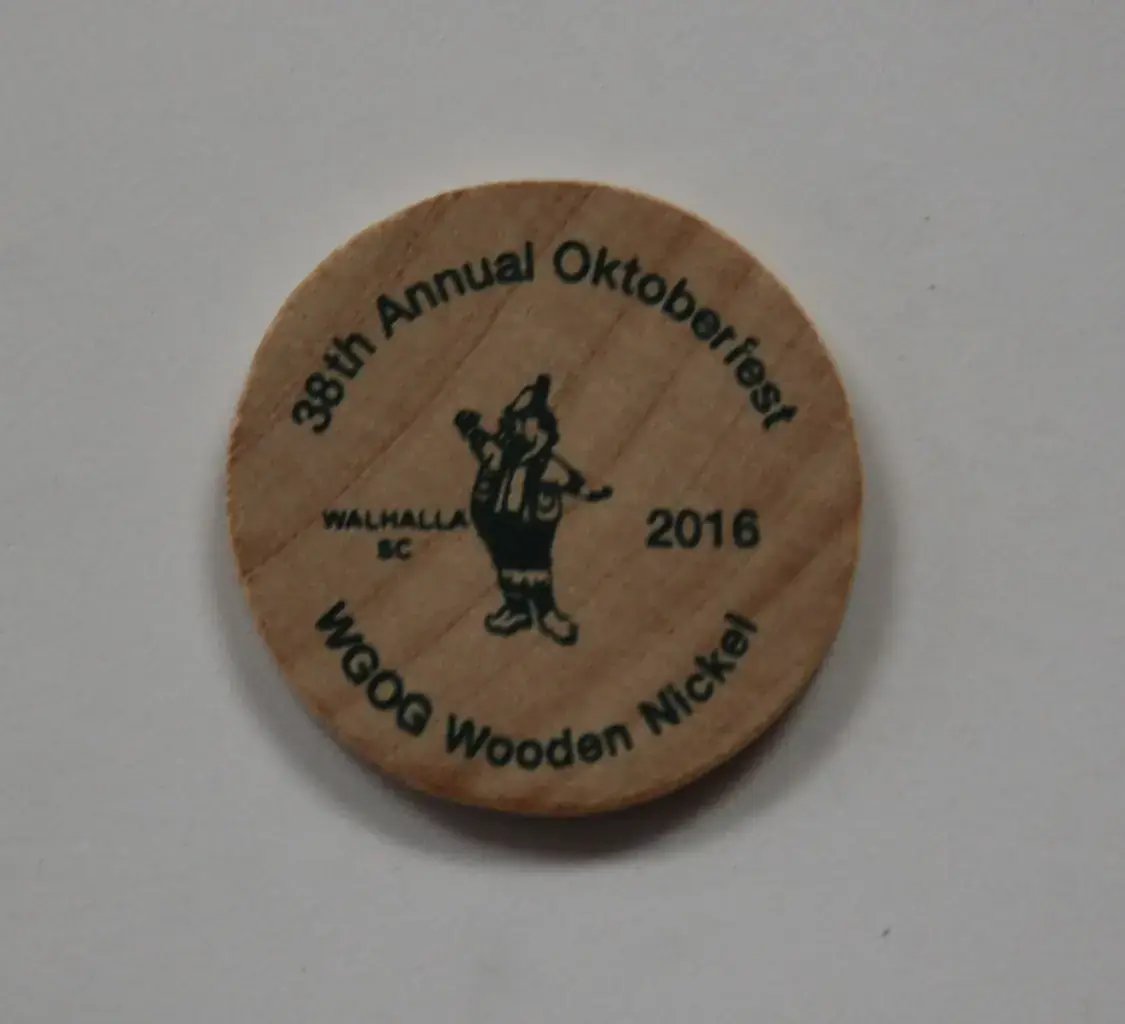 38th Annual Oktoberfest
WALHALLA
SC
2016
WGOG Wooden Nickel